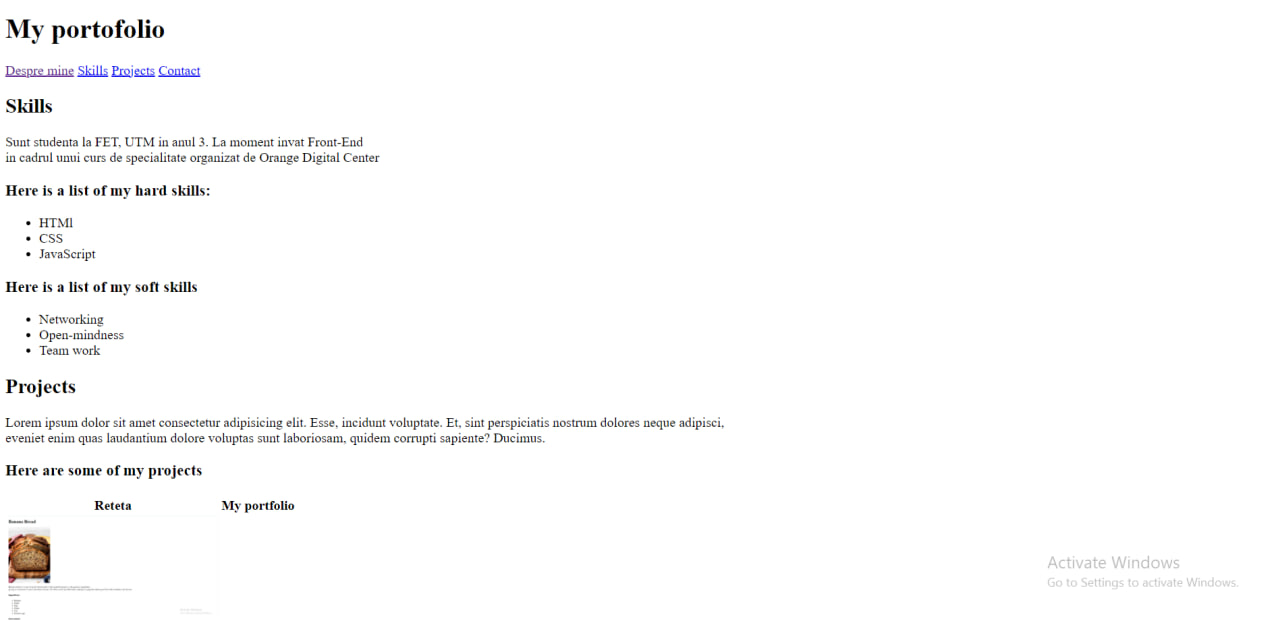 My portofolio
Despre mine Skills Projects Contact
Skills
Sunt studenta la FET, UTM in anul 3. La moment invat Front-End
in cadrul unui curs de specialitate organizat de Orange Digital Center
Here is a list of my hard skills:
HTMl
CSS
JavaScript
Here is a list of my soft skills
Networking
Open-mindness
Team work
Projects
Lorem ipsum dolor sit amet consectetur adipisicing elit. Esse, incidunt voluptate. Et, sint perspiciatis nostrum dolores neque adipisci,
eveniet enim quas laudantium dolore voluptas sunt laboriosam, quidem corrupti sapiente? Ducimus.
Here are some of my projects
Reteta My portfolio
Banana Bread
Activate Windows
Go to Settings to activate Windows.